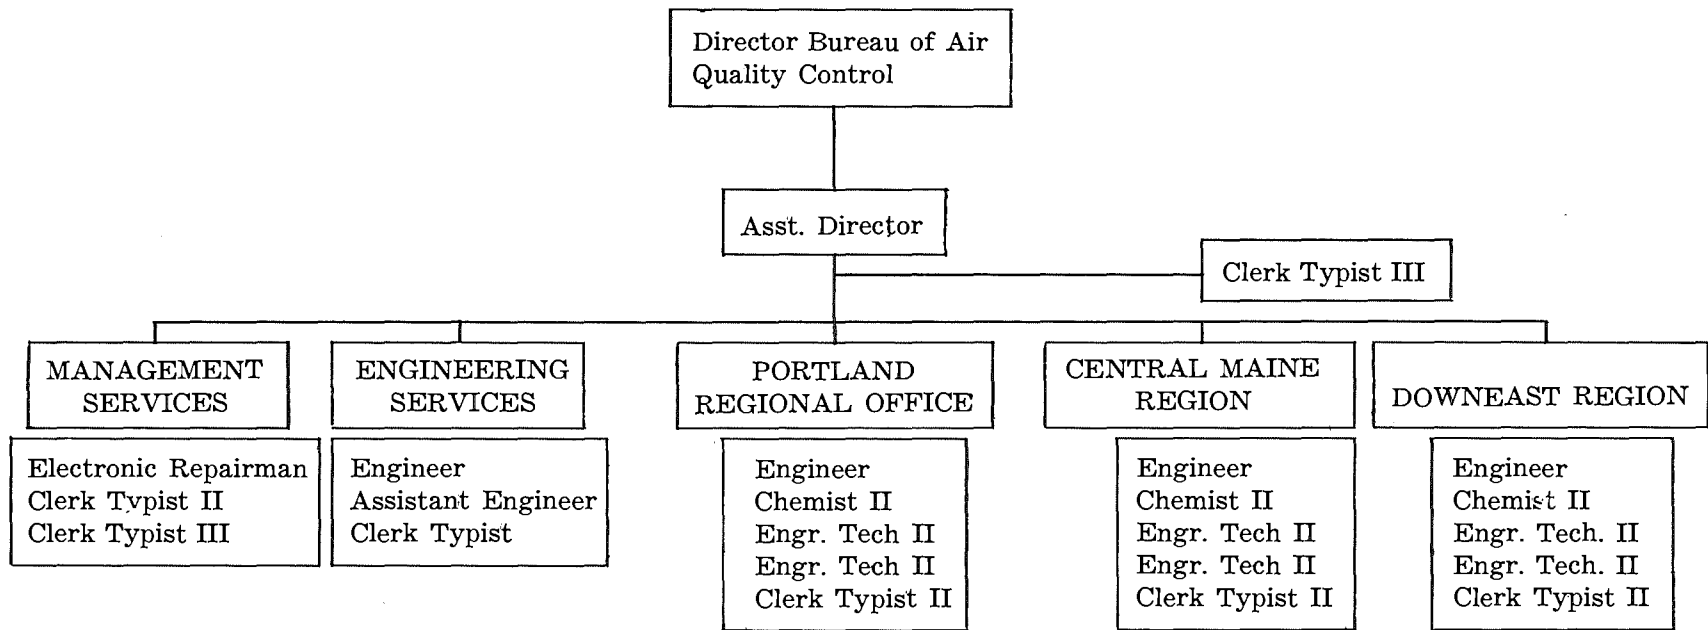 Director Bureau of Air
Quality Control
Asst. Director
Clerk Typist III
MANAGEMENT
SERVICES
ENGINEERING
SERVICES
PORTLAND
REGIONAL OFFICE
CENTRAL MAINE
REGION
DOWNEAST REGION
Electronic Repairman
Clerk Typist II
Clerk Typist III
Engineer
Assistant Engineer
Clerk Typist
Engineer
Chemist II
Engr. Tech II
Engr. Tech II
Clerk Typist II
Engineer
Chemist II
Engr. Tech II
Engr. Tech II
Clerk Typist II
Engineer
Chemist II
Engr. Tech. II
Engr. Tech. II
Clerk Typist II